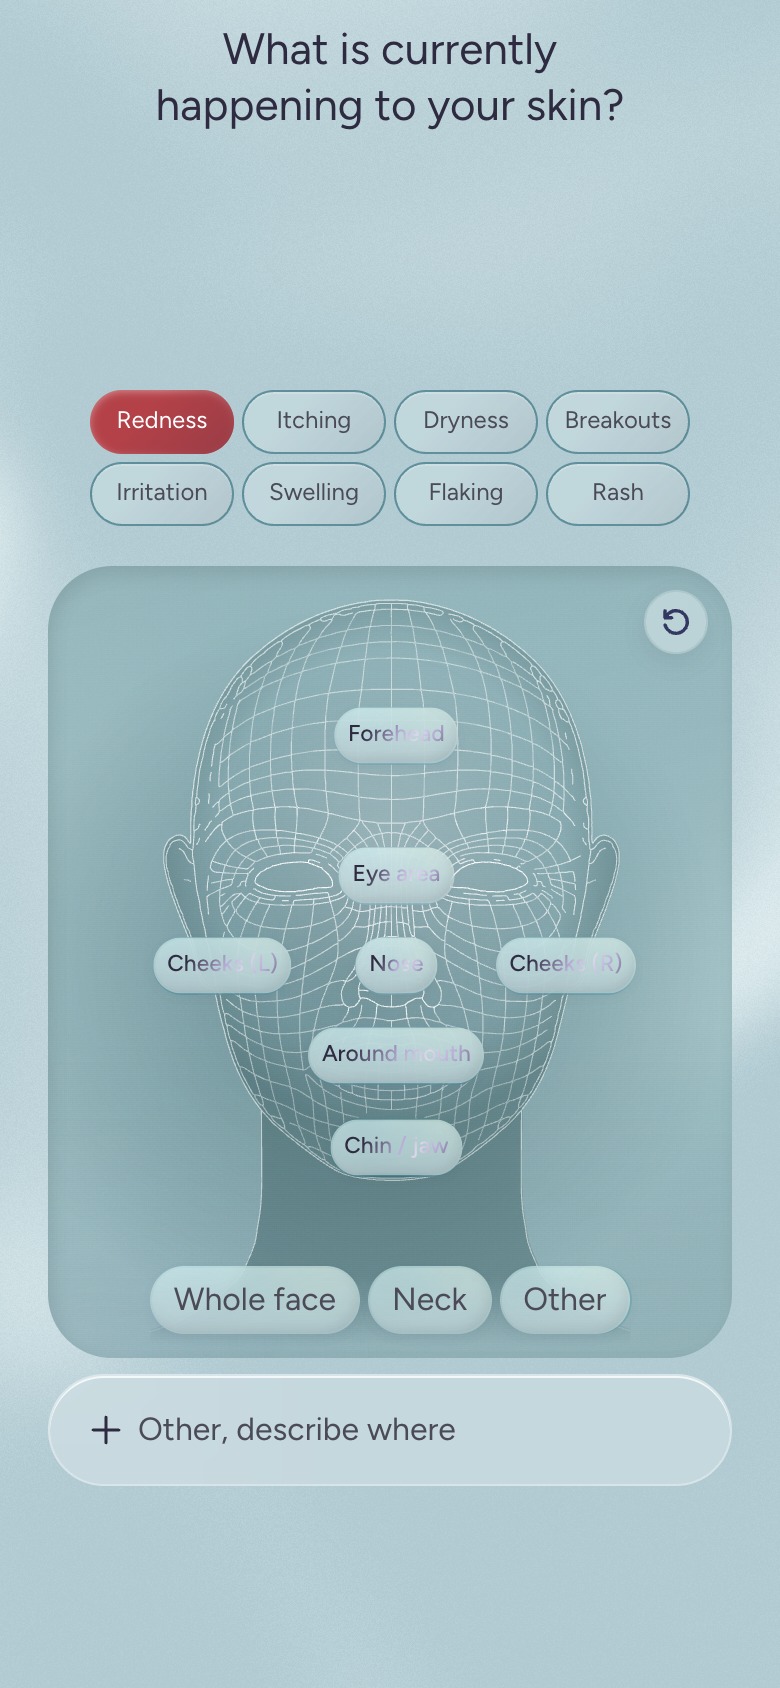 What is currently
happening to your skin?
Redness Itching Dryness Breakouts
Irritation Swelling Flaking Rash
Forehead
Eye area
Cheeks (L) Nose Cheeks (R)
Around mouth
Chin / jaw
Whole face Neck Other
Other, describe where